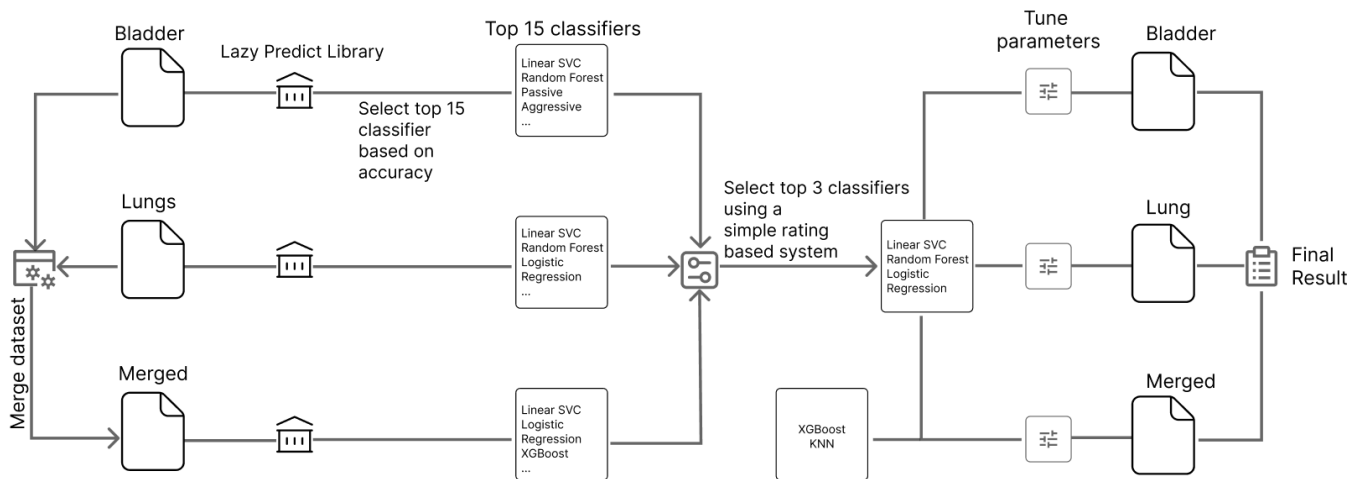 Bladder
Lazy Predict Library
Select top 15
classifier
based on
accuracy
Top 15 classifiers
Linear SVC
Random Forest
Passive
Aggressive
...
Lungs
Linear SVC
Random Forest
Logistic
Regression
...
Merge dataset
Merged
Linear SVC
Logistic
Regression
XGBoost
...
Select top 3 classifiers
using a
simple rating
based system
Linear SVC
Random Forest
Logistic
Regression
XGBoost
KNN
Tune
parameters
Bladder
Lung
Merged
Final
Result